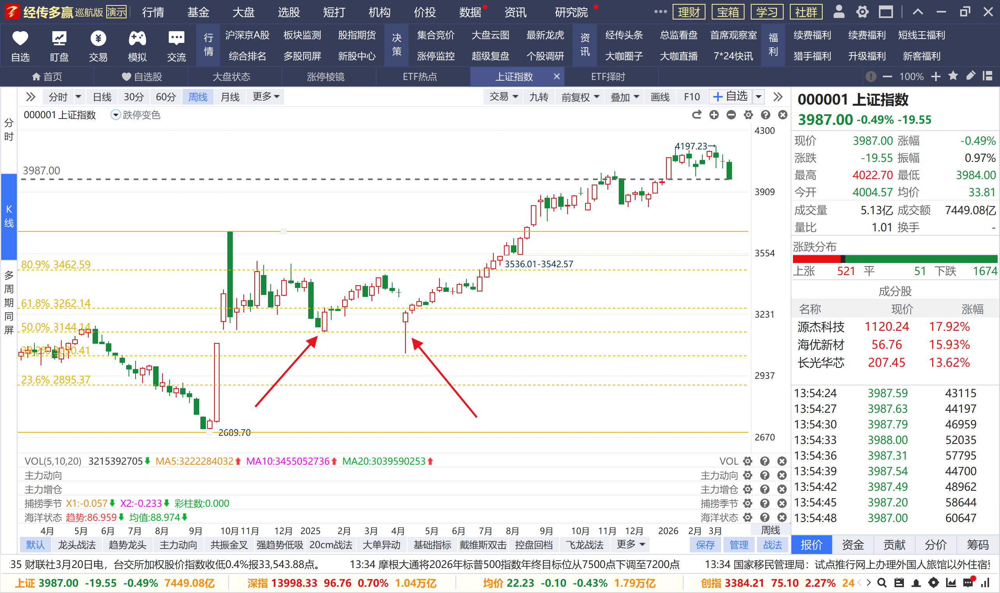 经传多赢 巡航版 演示 行情 基金 大盘 选股 短打 机构 价投 数据 资讯 研究院 理财 宝箱 学习 社群
自选 盯盘 交易 模拟 交流
行情 沪深京A股 板块监测 股指期货 决策 集合竞价 大盘云图 最新龙虎 资讯 经传头条 总监看盘 首席观察室 福利 续费福利 续费福利 短线王福利
综合排名 多股同屏 新股中心 涨停监控 超级复盘 个股调研 大咖圈子 大咖直播 7*24快讯 猎手福利 升级福利 新客福利
首页 自选股 大盘状态 涨停棱镜 ETF热点 上证指数 ETF择时 100%
分时 日线 30分 60分 周线 月线 更多 交易 九转 前复权 叠加 画线 F10 自选
分时
K线
多周期同屏
000001 上证指数 跌停变色
4300
4197.23→
3987.00
3909
3554
3536.01-3542.57
80.9% 3462.59
61.8% 3262.14
3231
50.0% 3144.14
38.2% 3030.41
23.6% 2895.37
2937
2689.70
2670
VOL(5,10,20) 3215392705 MA5:3222284032 MA10:3455052736 MA20:3039590253 VOL
主力动向 主力动向
主力增仓 主力增仓
捕捞季节 X1:-0.057 X2:-0.233 彩柱数:0.000 捕捞季节
海洋状态 趋势:86.959 均值:88.974 海洋状态
4月 5月 6月 7月 8月 9月 10月 11月 12月 2025 2月 3月 4月 5月 6月 7月 8月 9月 10月 11月 12月 2026 2月 3月 周线
默认 龙头战法 趋势龙头 主力动向 共振金叉 强趋势低吸 20cm战法 大单异动 基础指标 戴维斯双击 控盘回档 飞龙战法 更多 保存 管理 战法
000001 上证指数
3987.00 -0.49% -19.55
现价 3987.00 涨幅 -0.49%
涨跌 -19.55 振幅 0.97%
最高 4022.70 最低 3984.00
今开 4004.57 均价 33.81
成交量 5.13亿 成交额 7449.08亿
量比 1.01 换手 -
涨跌分布
上涨 521 平 51 下跌 1674
成分股
名称 现价 涨幅
源杰科技 1120.24 17.92%
海优新材 56.76 15.93%
长光华芯 207.45 13.62%
13:54:24 3987.59 43115
13:54:27 3987.63 44197
13:54:30 3987.79 46959
13:54:33 3988.00 52035
13:54:36 3987.31 57795
13:54:39 3987.54 44700
13:54:42 3987.49 48962
13:54:45 3987.20 58644
13:54:48 3987.00 60647
报价 资金 贡献 分价 筹码
:35 财联社3月20日电，台交所加权股价指数收低0.4%报33,543.88点。 13:34 摩根大通将2026年标普500指数年终目标位从7500点下调至7200点 13:34 国家移民管理局：试点推行网上办理外国人旅馆以外住宿
上证 3987.00 -19.55 -0.49% 7449.08亿 深指 13998.33 96.76 0.70% 1.04万亿 均价 22.23 -0.10 -0.43% 1.79万亿 创指 3384.21 75.10 2.27% 24